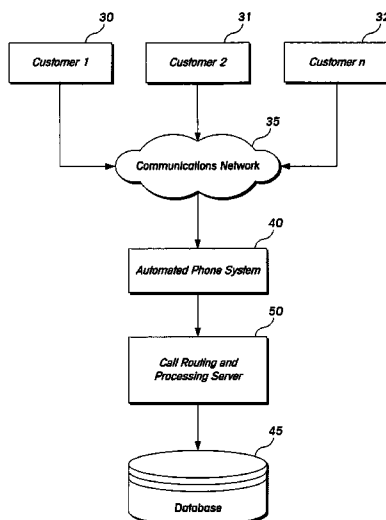 30
31
32
Customer 1
Customer 2
Customer n
35
Communications Network
40
Automated Phone System
50
Call Routing and
Processing Server
45
Database